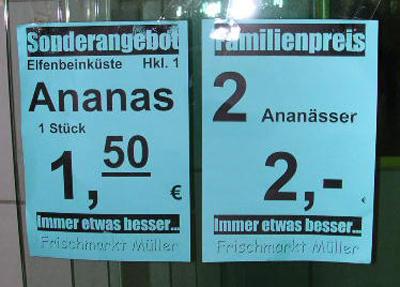 Sonderangebot
Elfenbeinküste Hkl. 1
Ananas
1 Stück
1,50
€
Immer etwas besser...
Frischmarkt Müller
Familienpreis
2 Ananässer
2,-
€
Immer etwas besser...
Frischmarkt Müller